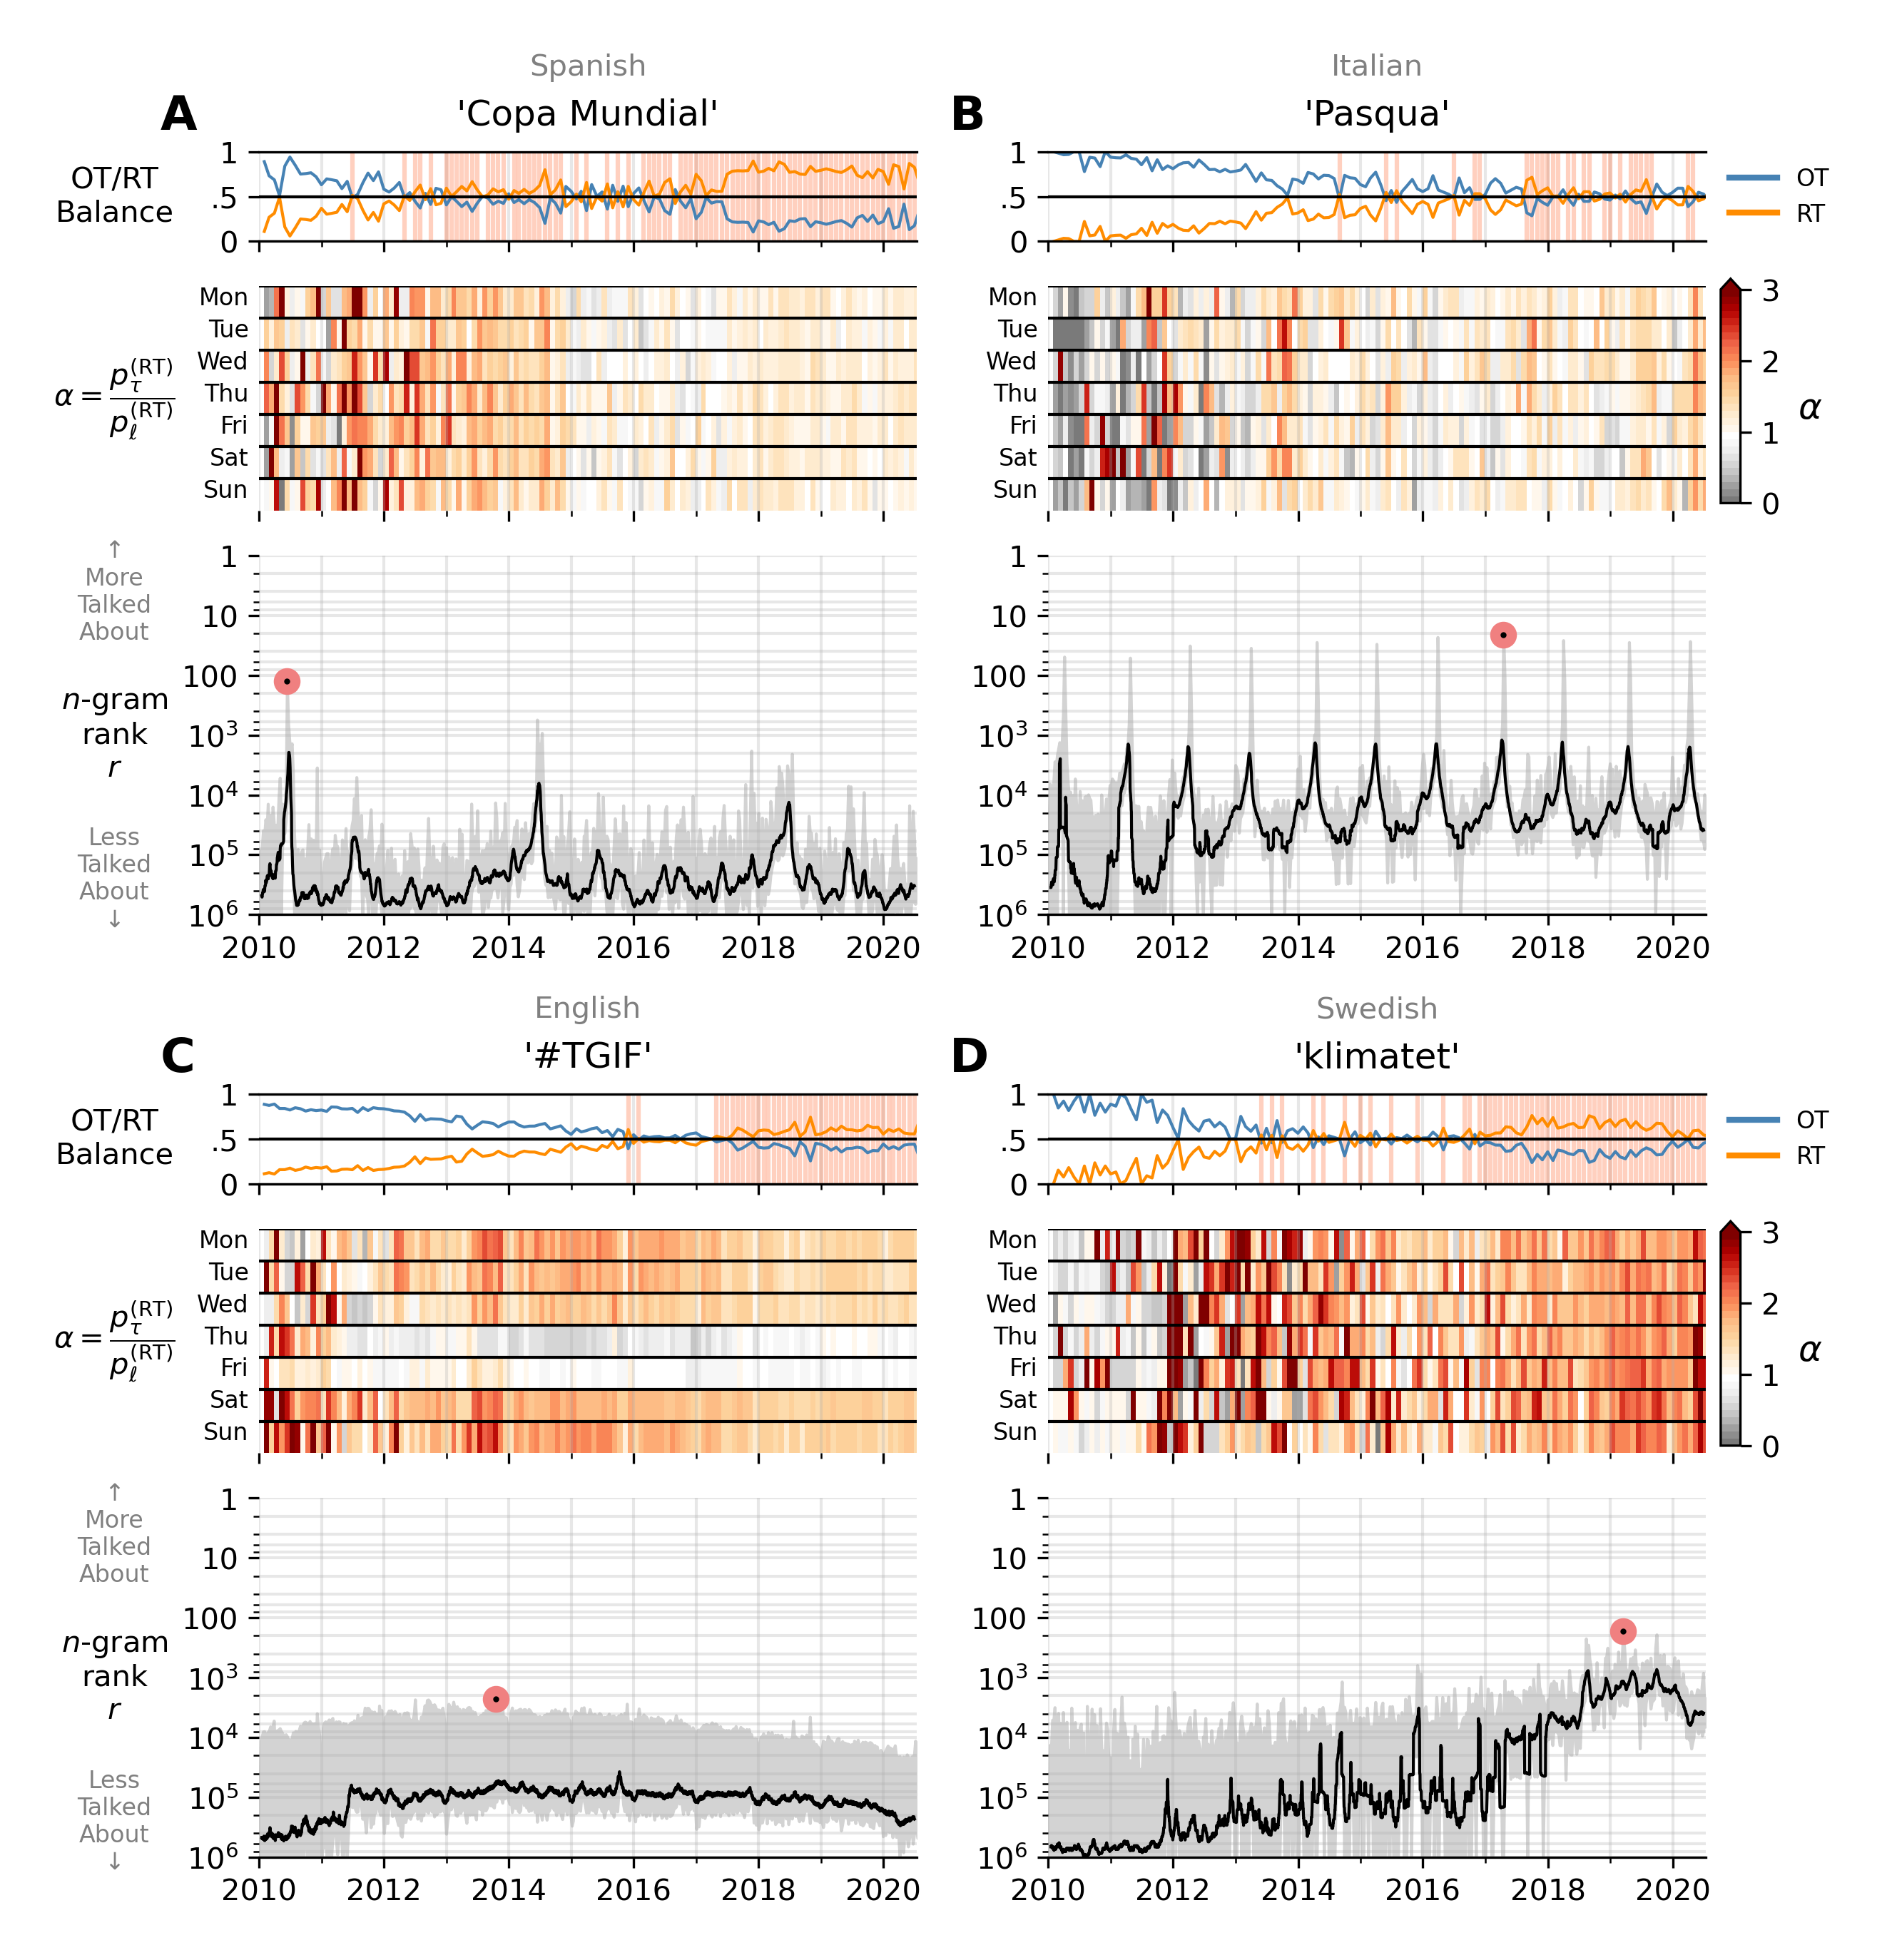 Spanish
A
'Copa Mundial'
OT/RT
Balance
1
.5
0
Italian
B
'Pasqua'
1
.5
0
OT
RT
α = p_τ^(RT) / p_ℓ^(RT)
Mon
Tue
Wed
Thu
Fri
Sat
Sun
Mon
Tue
Wed
Thu
Fri
Sat
Sun
3
2
1
0
α
↑
More
Talked
About
n-gram
rank
r
Less
Talked
About
↓
1
10
100
10³
10⁴
10⁵
10⁶
2010 2012 2014 2016 2018 2020
1
10
100
10³
10⁴
10⁵
10⁶
2010 2012 2014 2016 2018 2020
English
C
'#TGIF'
OT/RT
Balance
1
.5
0
Swedish
D
'klimatet'
1
.5
0
OT
RT
α = p_τ^(RT) / p_ℓ^(RT)
Mon
Tue
Wed
Thu
Fri
Sat
Sun
Mon
Tue
Wed
Thu
Fri
Sat
Sun
3
2
1
0
α
↑
More
Talked
About
n-gram
rank
r
Less
Talked
About
↓
1
10
100
10³
10⁴
10⁵
10⁶
2010 2012 2014 2016 2018 2020
1
10
100
10³
10⁴
10⁵
10⁶
2010 2012 2014 2016 2018 2020